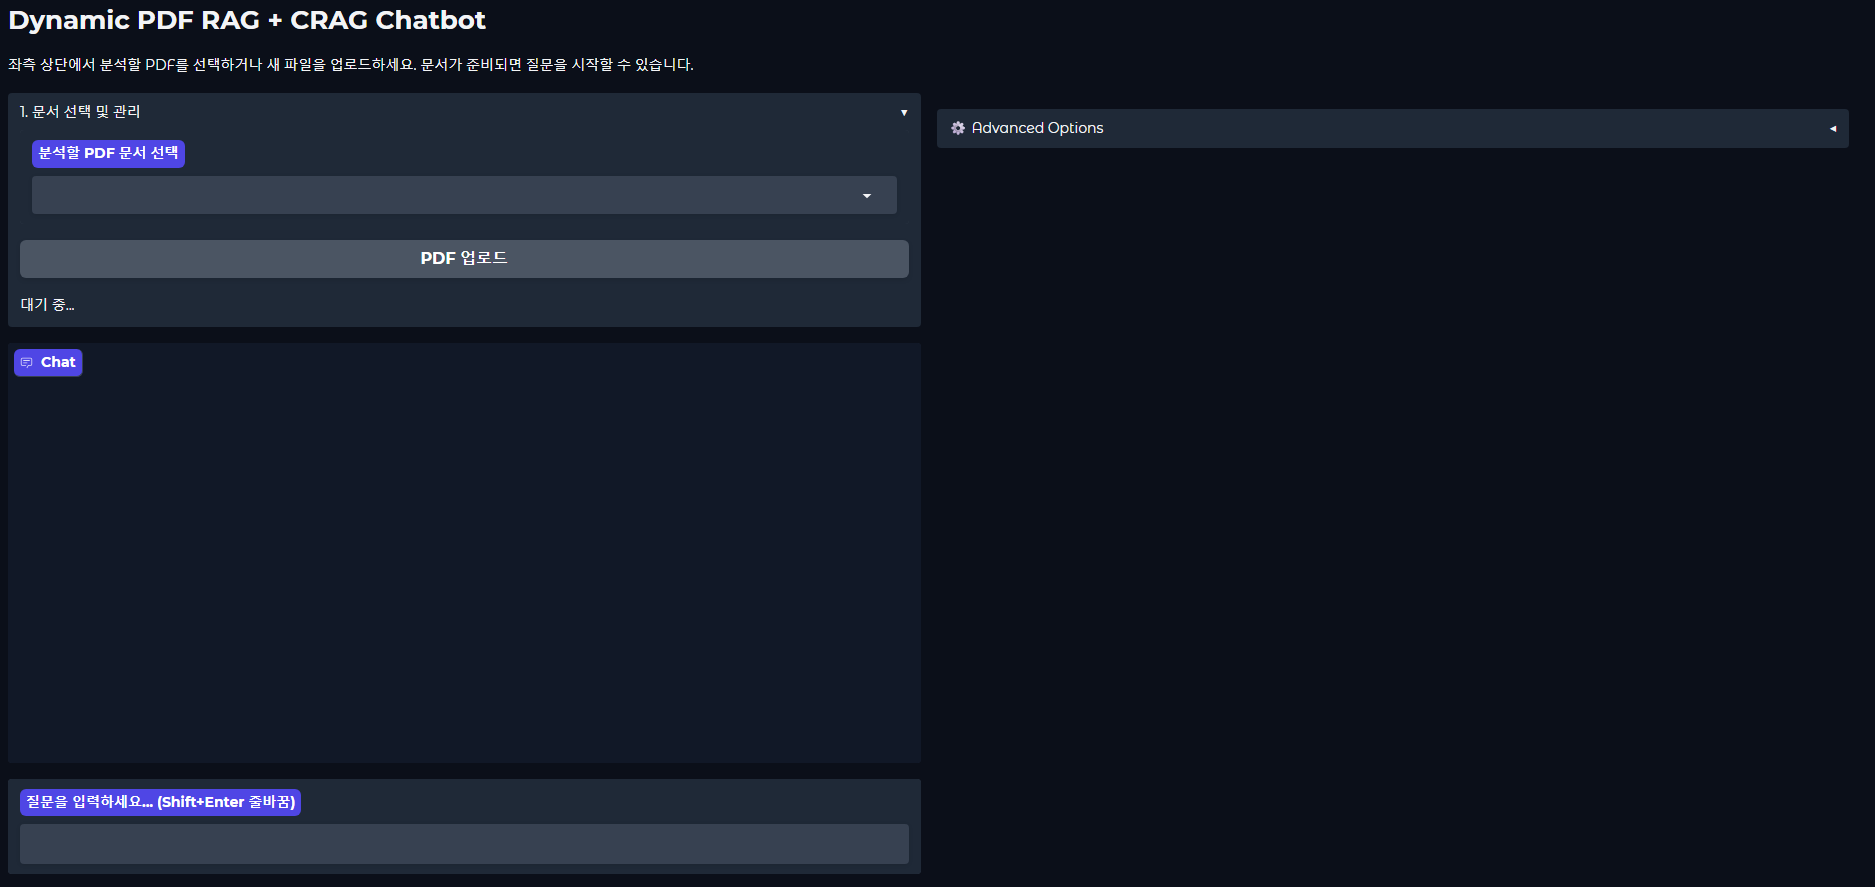 Dynamic PDF RAG + CRAG Chatbot
좌측 상단에서 분석할 PDF를 선택하거나 새 파일을 업로드하세요. 문서가 준비되면 질문을 시작할 수 있습니다.
1. 문서 선택 및 관리
분석할 PDF 문서 선택
PDF 업로드
대기 중...
Chat
질문을 입력하세요... (Shift+Enter 줄바꿈)
Advanced Options